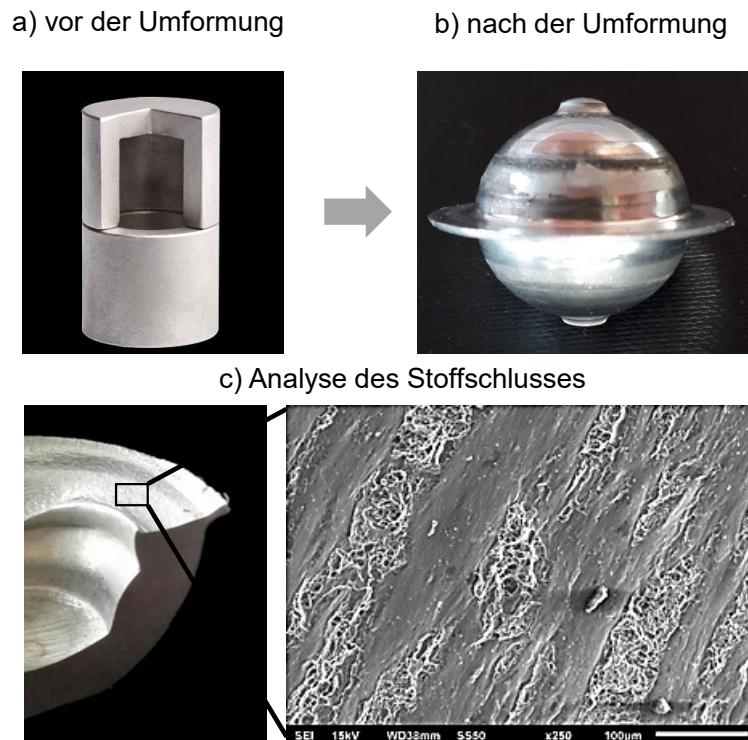 a) vor der Umformung
b) nach der Umformung
c) Analyse des Stoffschlusses
SEI 15kV WD38mm SS50 x250 100µm